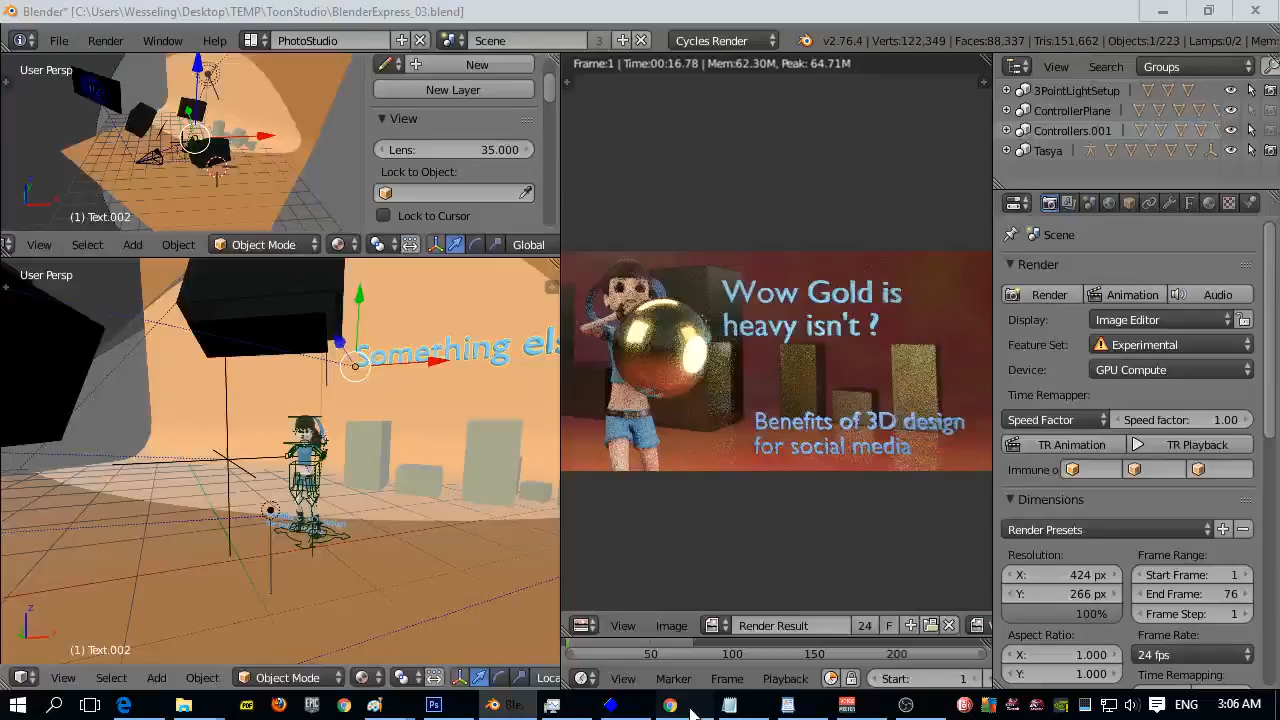 Blender* [C:\Users\Wesseling\Desktop\TEMP\ToonStudio\BlenderExpress_03.blend]
File Render Window Help PhotoStudio Scene 3 Cycles Render v2.76.4 | Verts:122,349 | Faces:88,337 | Tris:151,662 | Objects:1/223 | Lamps:0/2 | Mem:
User Persp
(1) Text.002
View Select Add Object Object Mode Global
New
New Layer
View
Lens: 35.000
Lock to Object:
Lock to Cursor
User Persp
Something els
(1) Text.002
View Select Add Object Object Mode Loca
Frame:1 | Time:00:16.78 | Mem:62.30M, Peak: 64.71M
Wow Gold is
heavy isn't ?
Benefits of 3D design
for social media
View Image Render Result 24 F
50 100 150 200
View Marker Frame Playback Start: 1
View Search Groups
3PointLightSetup
ControllerPlane
Controllers.001
Tasya
Scene
Render
Render Animation Audio
Display: Image Editor
Feature Set: Experimental
Device: GPU Compute
Time Remapper:
Speed Factor Speed factor: 1.00
TR Animation TR Playback
Immune o
Dimensions
Render Presets
Resolution: Frame Range:
X: 424 px Start Frame: 1
Y: 266 px End Frame: 76
100% Frame Step: 1
Aspect Ratio: Frame Rate:
X: 1.000 24 fps
Y: 1.000 Time Remapping:
EPIC PDF Ps Ble.
3:06 AM